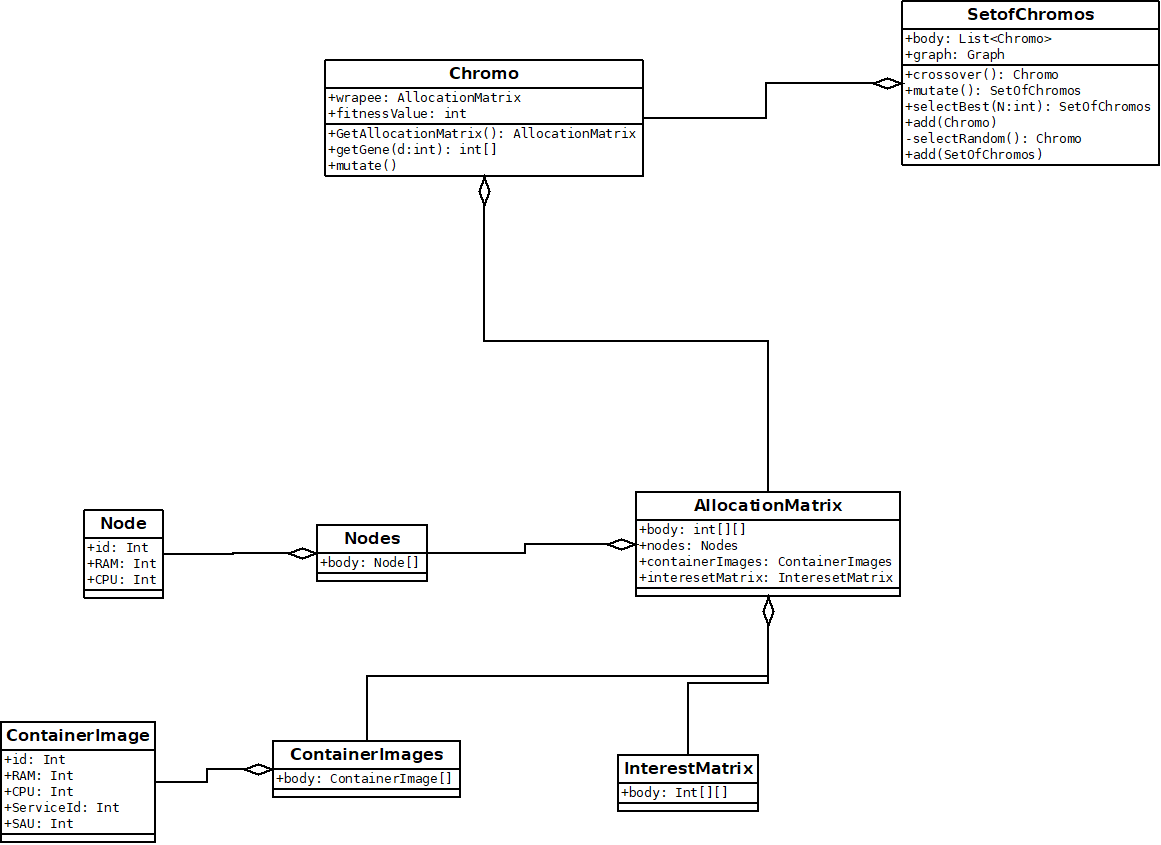 SetofChromos
+body: List<Chromo>
+graph: Graph
+crossover(): Chromo
+mutate(): SetOfChromos
+selectBest(N:int): SetOfChromos
+add(Chromo)
-selectRandom(): Chromo
+add(SetOfChromos)
Chromo
+wrapee: AllocationMatrix
+fitnessValue: int
+GetAllocationMatrix(): AllocationMatrix
+getGene(d:int): int[]
+mutate()
AllocationMatrix
+body: int[][]
+nodes: Nodes
+containerImages: ContainerImages
+interesetMatrix: InteresetMatrix
Node
+id: Int
+RAM: Int
+CPU: Int
Nodes
+body: Node[]
ContainerImage
+id: Int
+RAM: Int
+CPU: Int
+ServiceId: Int
+SAU: Int
ContainerImages
+body: ContainerImage[]
InterestMatrix
+body: Int[][]